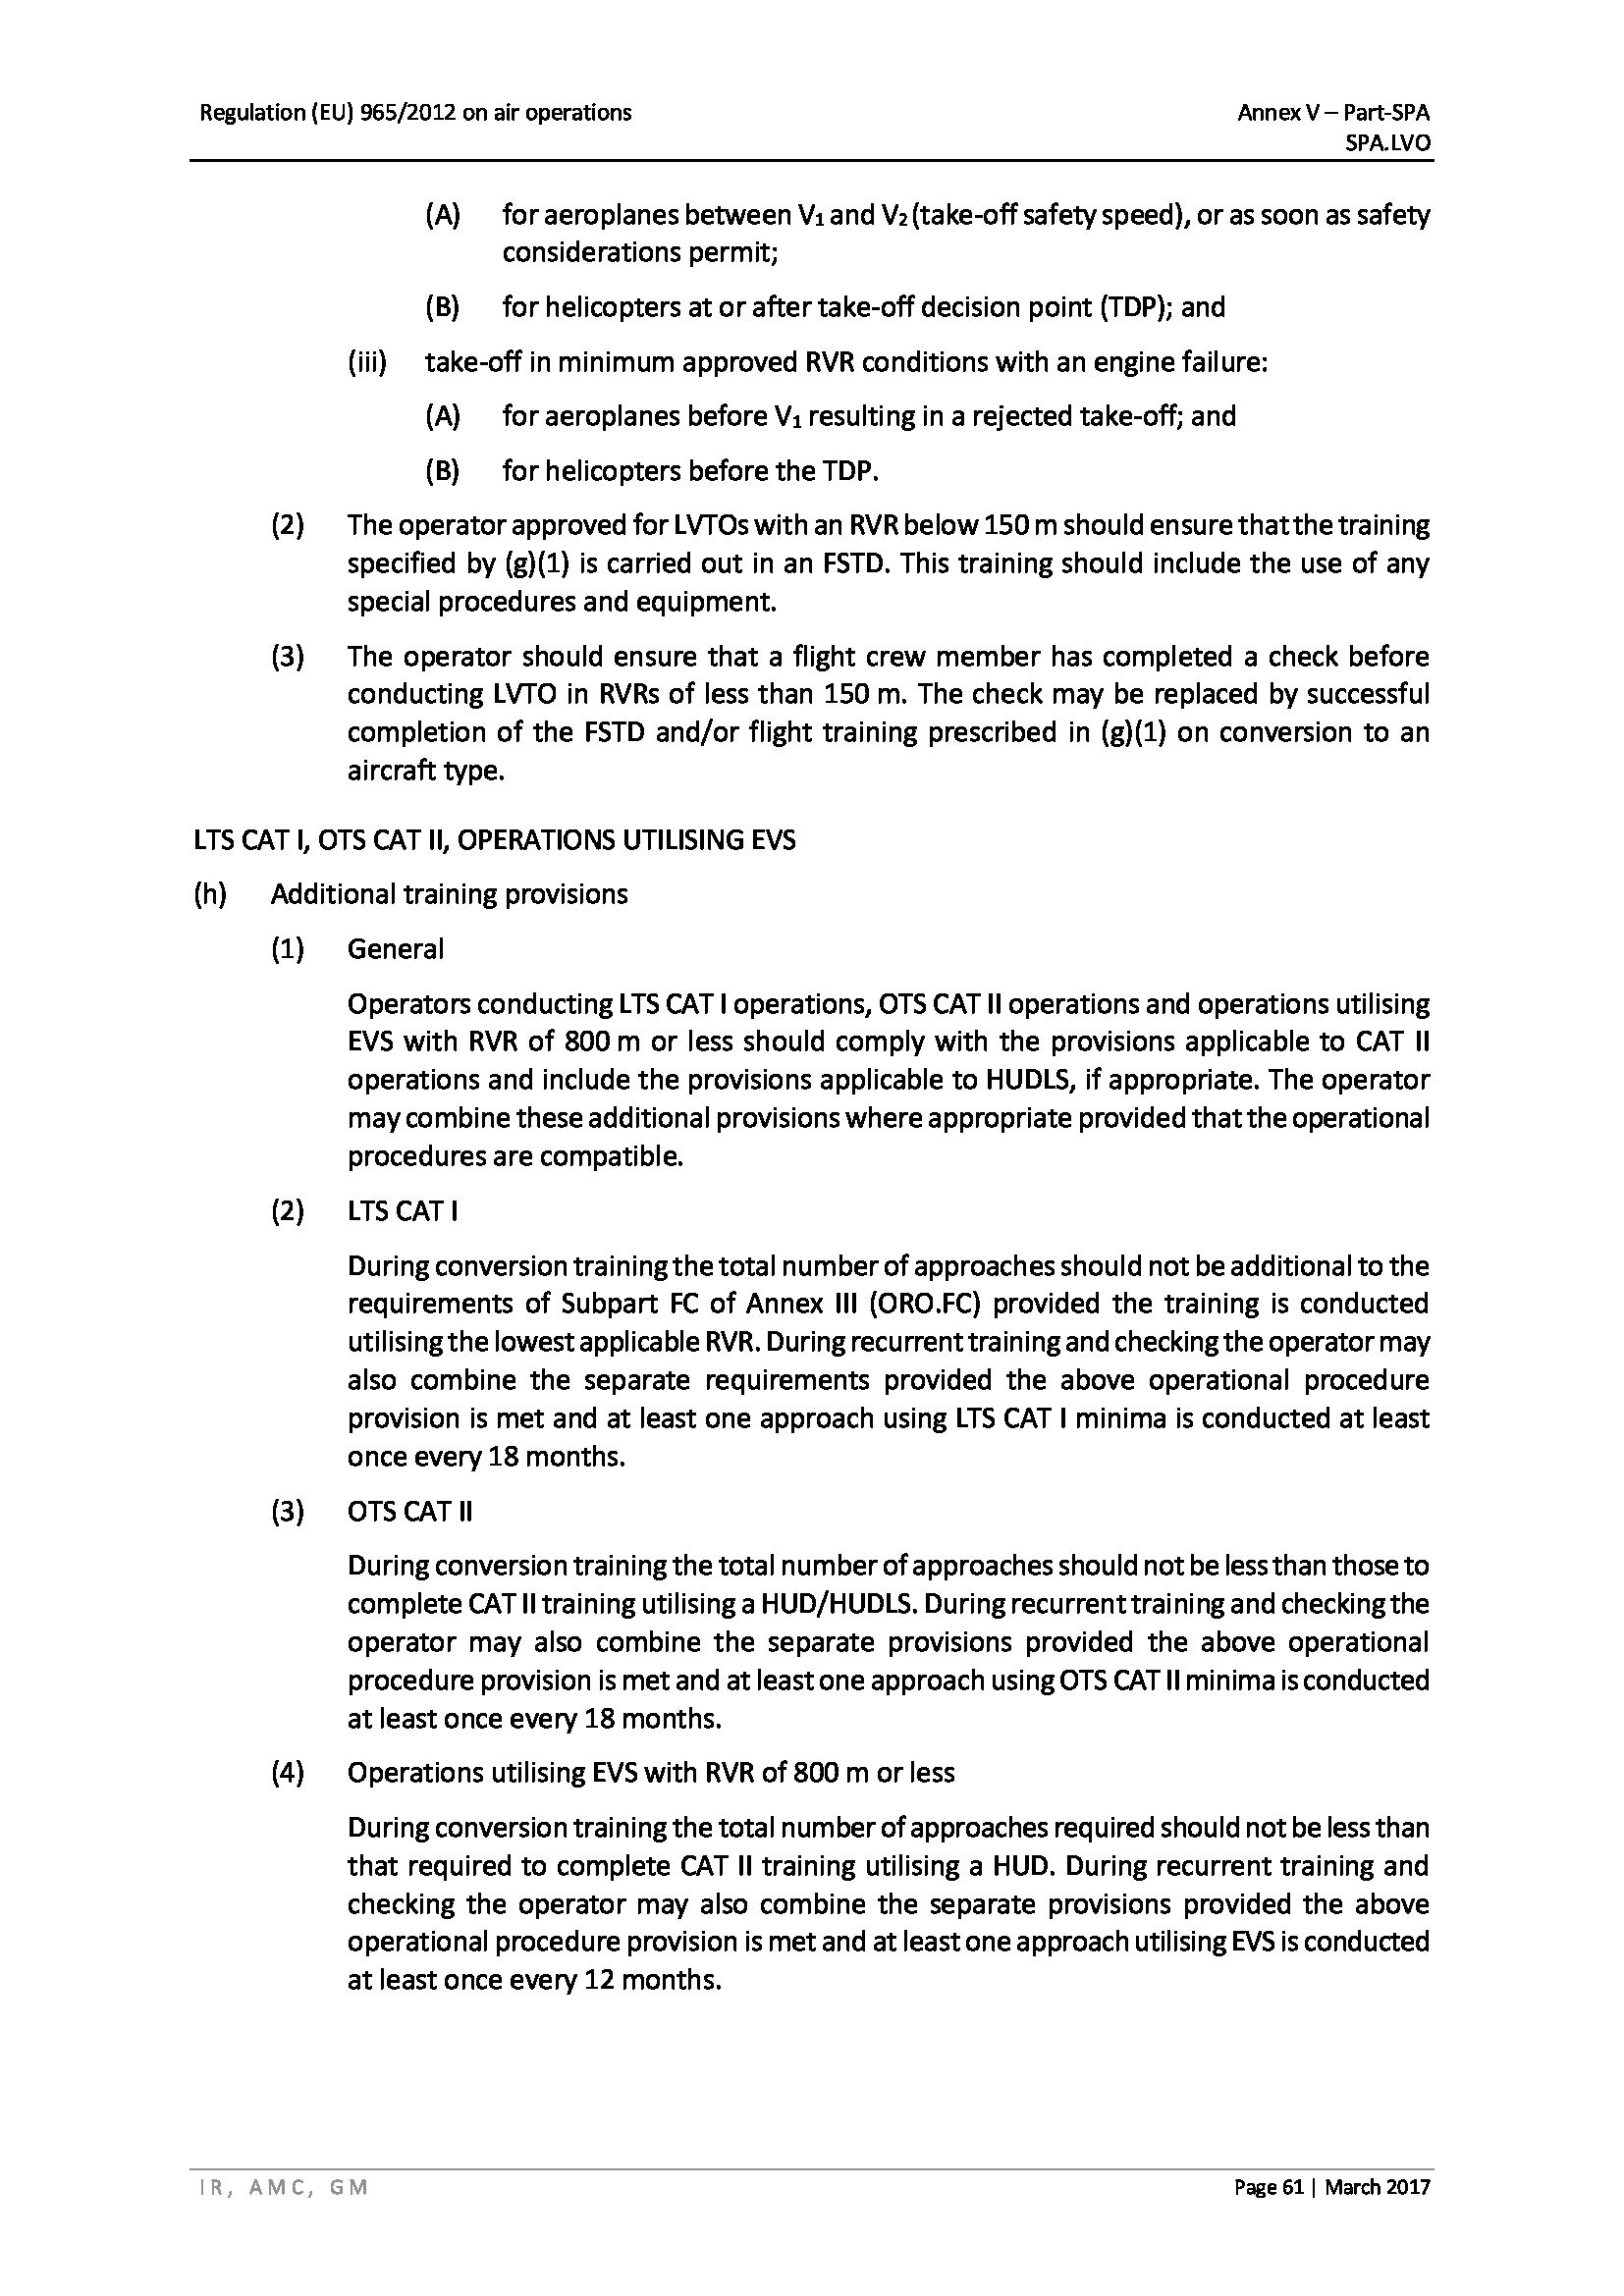 Regulation (EU) 965/2012 on air operations
Annex V – Part-SPA
SPA.LVO
(A) for aeroplanes between V1 and V2 (take-off safety speed), or as soon as safety
considerations permit;
(B) for helicopters at or after take-off decision point (TDP); and
(iii) take-off in minimum approved RVR conditions with an engine failure:
(A) for aeroplanes before V1 resulting in a rejected take-off; and
(B) for helicopters before the TDP.
(2) The operator approved for LVTOs with an RVR below 150 m should ensure that the training
specified by (g)(1) is carried out in an FSTD. This training should include the use of any
special procedures and equipment.
(3) The operator should ensure that a flight crew member has completed a check before
conducting LVTO in RVRs of less than 150 m. The check may be replaced by successful
completion of the FSTD and/or flight training prescribed in (g)(1) on conversion to an
aircraft type.
LTS CAT I, OTS CAT II, OPERATIONS UTILISING EVS
(h) Additional training provisions
(1) General
Operators conducting LTS CAT I operations, OTS CAT II operations and operations utilising
EVS with RVR of 800 m or less should comply with the provisions applicable to CAT II
operations and include the provisions applicable to HUDLS, if appropriate. The operator
may combine these additional provisions where appropriate provided that the operational
procedures are compatible.
(2) LTS CAT I
During conversion training the total number of approaches should not be additional to the
requirements of Subpart FC of Annex III (ORO.FC) provided the training is conducted
utilising the lowest applicable RVR. During recurrent training and checking the operator may
also combine the separate requirements provided the above operational procedure
provision is met and at least one approach using LTS CAT I minima is conducted at least
once every 18 months.
(3) OTS CAT II
During conversion training the total number of approaches should not be less than those to
complete CAT II training utilising a HUD/HUDLS. During recurrent training and checking the
operator may also combine the separate provisions provided the above operational
procedure provision is met and at least one approach using OTS CAT II minima is conducted
at least once every 18 months.
(4) Operations utilising EVS with RVR of 800 m or less
During conversion training the total number of approaches required should not be less than
that required to complete CAT II training utilising a HUD. During recurrent training and
checking the operator may also combine the separate provisions provided the above
operational procedure provision is met and at least one approach utilising EVS is conducted
at least once every 12 months.
IR, AMC, GM
Page 61 | March 2017